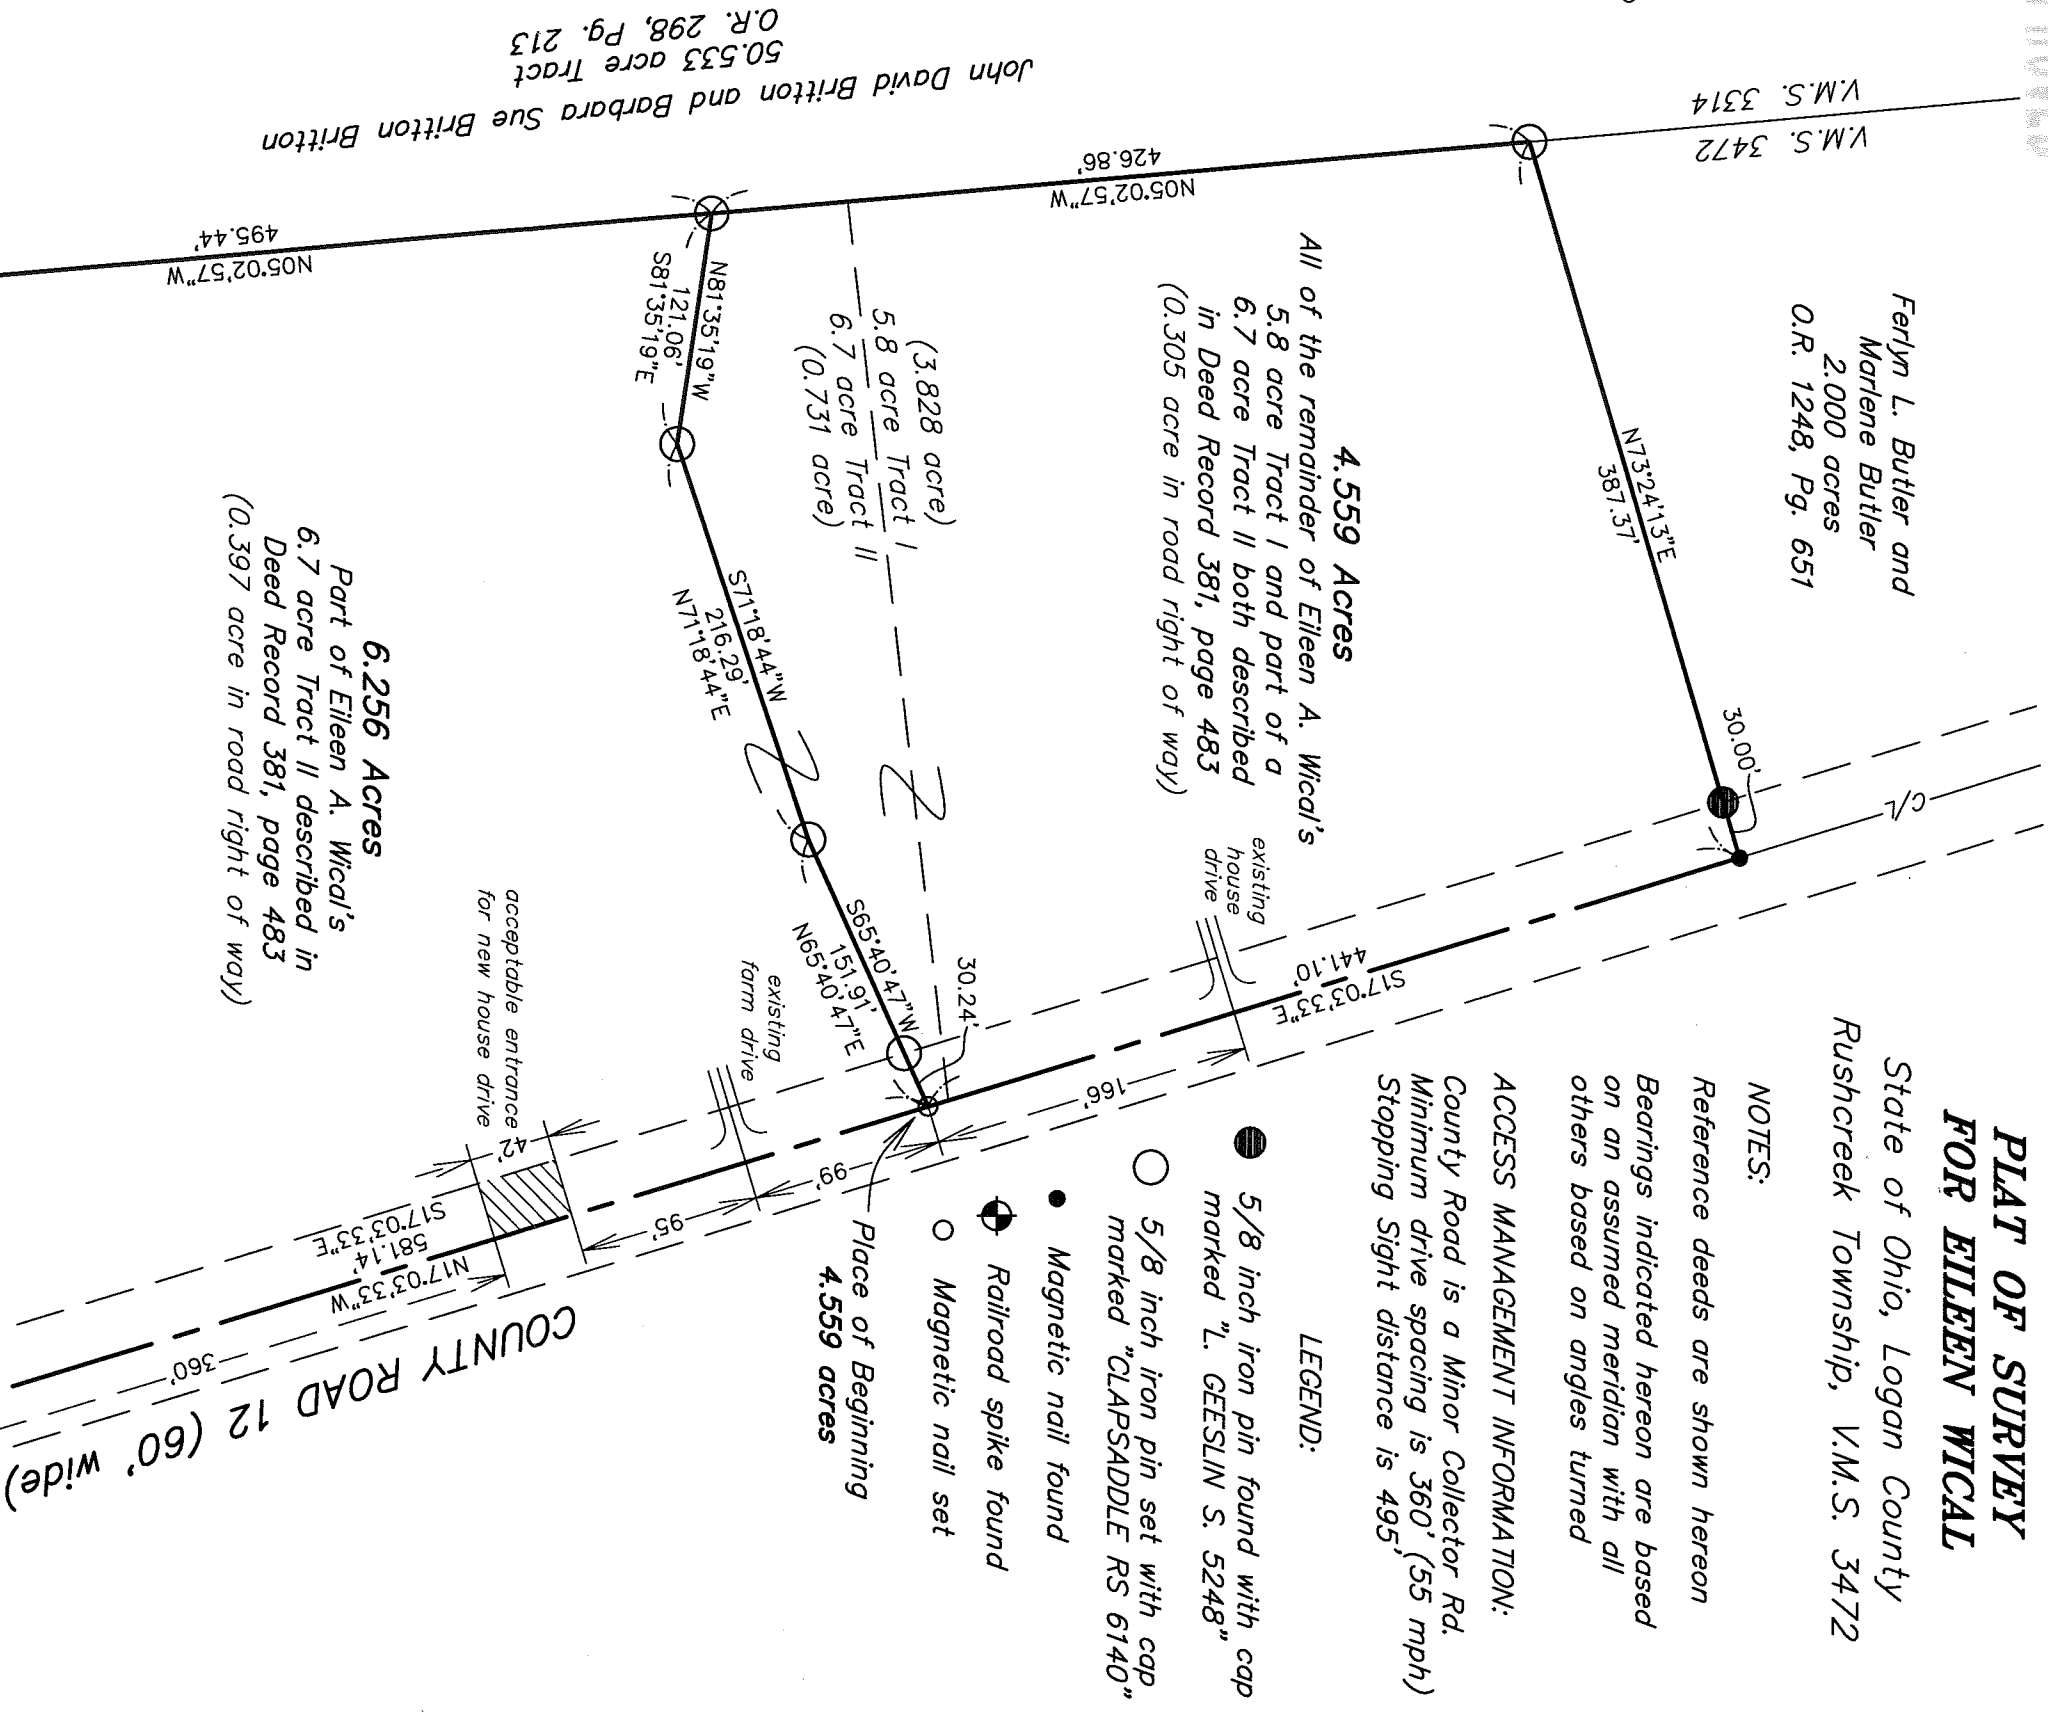 PLAT OF SURVEY
FOR EILEEN WICAL
State of Ohio, Logan County
Rushcreek Township, V.M.S. 3472
NOTES:
Reference deeds are shown hereon
Bearings indicated hereon are based
on an assumed meridian with all
others based on angles turned
ACCESS MANAGEMENT INFORMATION:
County Road is a Minor Collector Rd.
Minimum drive spacing is 360' (55 mph)
Stopping Sight distance is 495'
LEGEND:
5/8 inch iron pin found with cap
marked "L. GEESLIN S. 5248"
5/8 inch iron pin set with cap
marked "CLAPSADDLE RS 6140"
Magnetic nail found
Railroad spike found
Magnetic nail set
Place of Beginning
4.559 acres
Ferlyn L. Butler and
Marlene Butler
2.000 acres
O.R. 1248, Pg. 651
N73°24'13"E
387.37'
30.00'
C/L
V.M.S. 3314
V.M.S. 3472
John David Britton and Barbara Sue Britton Britton
50.533 acre Tract
O.R. 298, Pg. 213
426.86'
N05°02'57"W
495.44'
N05°02'57"W
4.559 Acres
All of the remainder of Eileen A. Wical's
5.8 acre Tract I and part of a
6.7 acre Tract II both described
in Deed Record 381, page 483
(0.305 acre in road right of way)
(3.828 acre)
5.8 acre Tract I
6.7 acre Tract II
(0.731 acre)
N81°35'19"W
121.06'
S81°35'19"E
S71°18'44"W
216.29'
N71°18'44"E
S65°40'47"W
151.91'
N65°40'47"E
30.24'
existing
house
drive
441.10'
S17°03'33"E
166'
99'
95'
42'
360'
existing
farm drive
acceptable entrance
for new house drive
6.256 Acres
Part of Eileen A. Wical's
6.7 acre Tract II described in
Deed Record 381, page 483
(0.397 acre in road right of way)
S17°03'33"E
581.14'
N17°03'33"W
COUNTY ROAD 12 (60' wide)